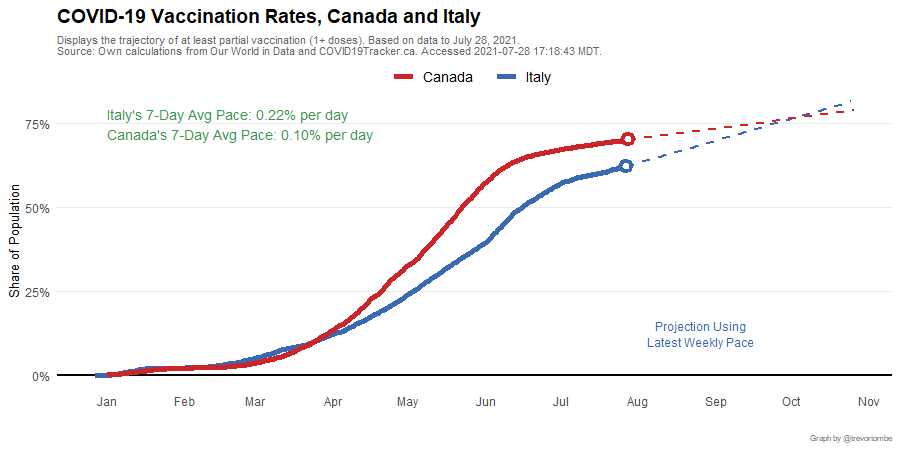 COVID-19 Vaccination Rates, Canada and Italy
Displays the trajectory of at least partial vaccination (1+ doses). Based on data to July 28, 2021.
Source: Own calculations from Our World in Data and COVID19Tracker.ca. Accessed 2021-07-28 17:18:43 MDT.
Canada Italy
Italy's 7-Day Avg Pace: 0.22% per day
Canada's 7-Day Avg Pace: 0.10% per day
Share of Population
75%
50%
25%
0%
Projection Using
Latest Weekly Pace
Jan Feb Mar Apr May Jun Jul Aug Sep Oct Nov
Graph by @trevortombe